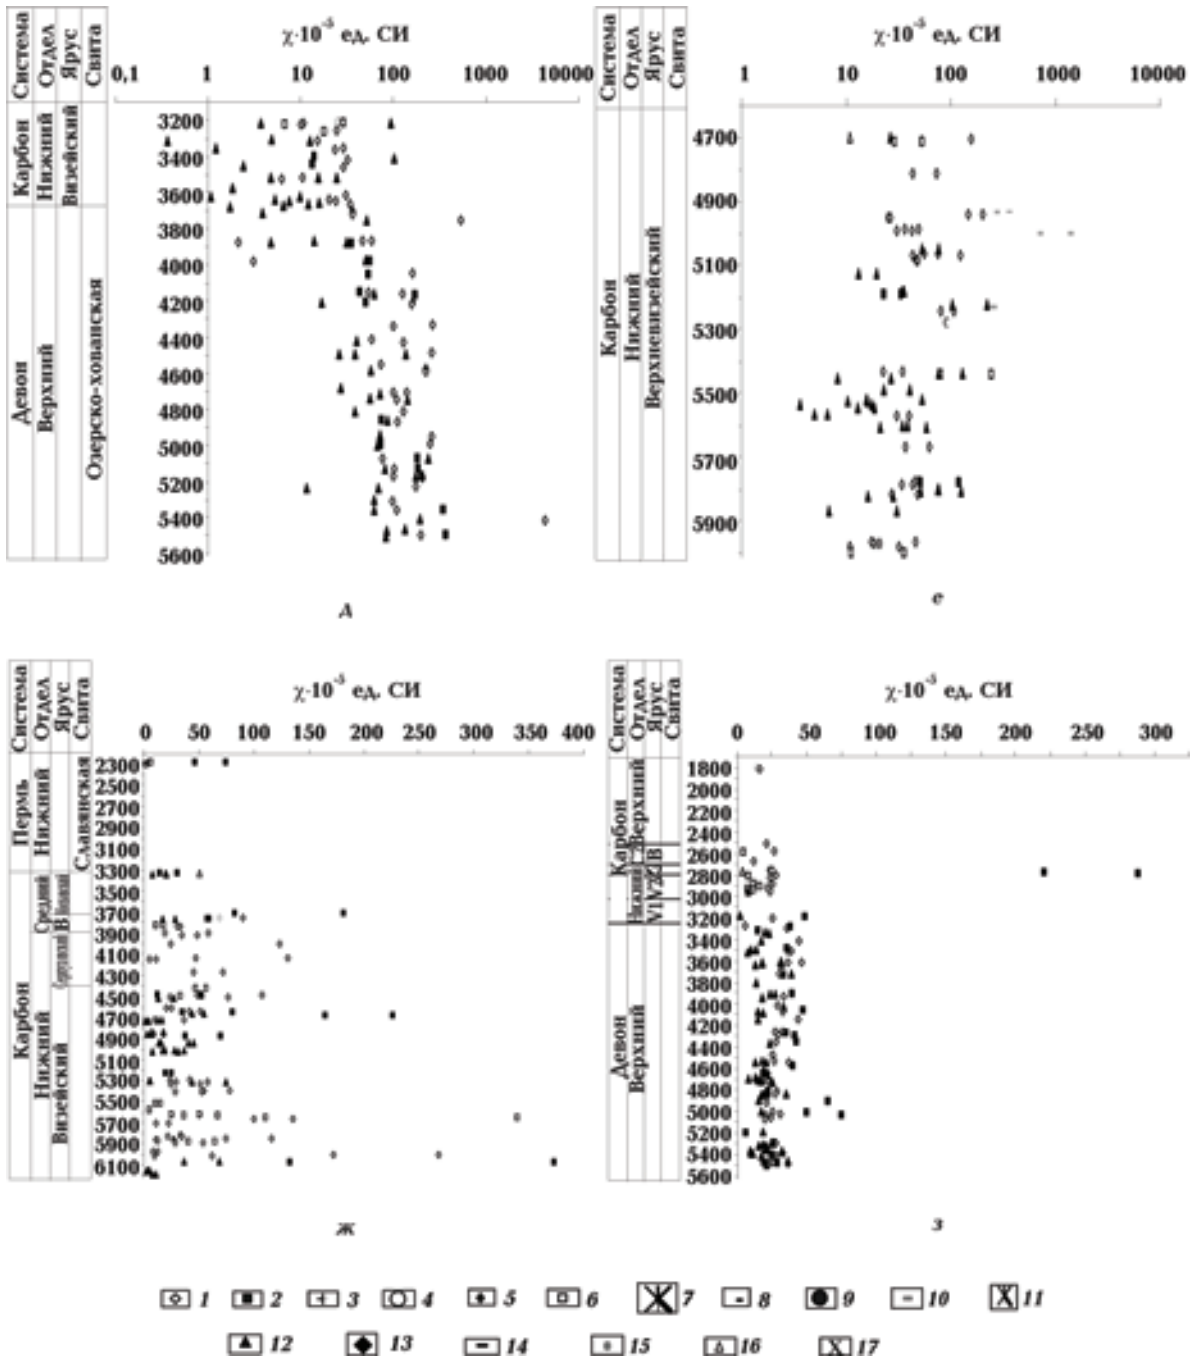 χ·10⁻⁵ ед. СИ
Система
Отдел
Ярус
Свита
0,1 1 10 100 1000 10000
Карбон
Нижний
Визейский
Девон
Верхний
Озерско-хованская
3200
3400
3600
3800
4000
4200
4400
4600
4800
5000
5200
5400
5600
д
χ·10⁻⁵ ед. СИ
Система
Отдел
Ярус
Свита
1 10 100 1000 10000
Карбон
Нижний
Верхневизейский
4700
4900
5100
5300
5500
5700
5900
е
χ·10⁻⁵ ед. СИ
Система
Отдел
Ярус
Свита
0 50 100 150 200 250 300 350 400
Пермь
Нижний
Славянская
Карбон
Средний
В
Нижний
Визейский
2300
2500
2700
2900
3100
3300
3500
3700
3900
4100
4300
4500
4700
4900
5100
5300
5500
5700
5900
6100
ж
χ·10⁻⁵ ед. СИ
Система
Отдел
Ярус
Свита
0 50 100 150 200 250 300
Карбон
Верхний
Нижний
V1
V2
Девон
Верхний
1800
2000
2200
2400
2600
2800
3000
3200
3400
3600
3800
4000
4200
4400
4600
4800
5000
5200
5400
5600
з
1 2 3 4 5 6 7 8 9 10 11
12 13 14 15 16 17